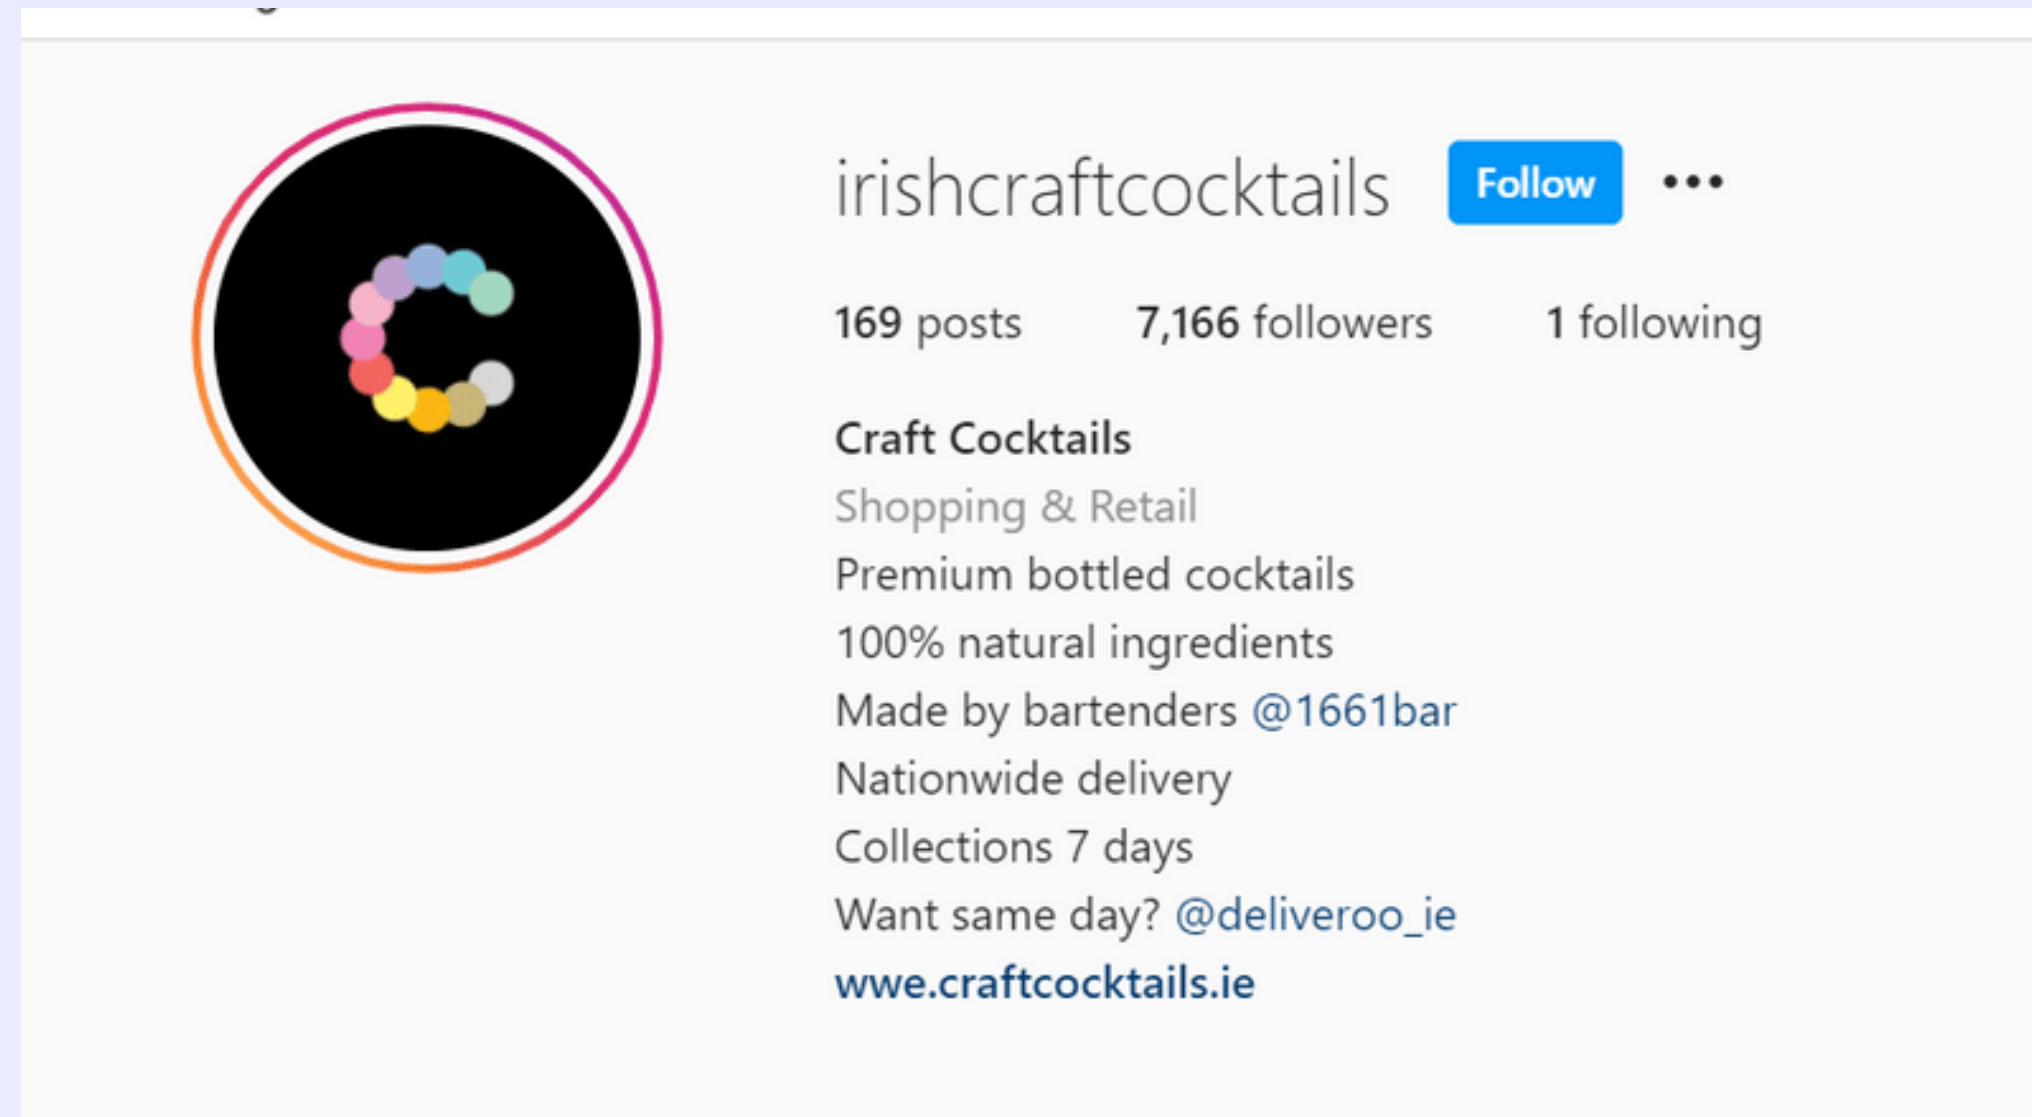 irishcraftcocktails Follow •••
169 posts 7,166 followers 1 following
Craft Cocktails
Shopping & Retail
Premium bottled cocktails
100% natural ingredients
Made by bartenders @1661bar
Nationwide delivery
Collections 7 days
Want same day? @deliveroo_ie
wwe.craftcocktails.ie